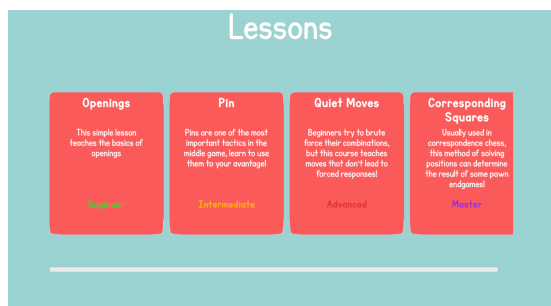 Lessons
Openings
This simple lesson
teaches the basics of
openings
Beginner
Pin
Pins are one of the most
important tactics in the
middle game, learn to use
them to your avantage!
Intermediate
Quiet Moves
Beginners try to brute
force their combinations,
but this course teaches
moves that don't lead to
forced responses!
Advanced
Corresponding
Squares
Usually used in
correspondence chess,
this method of solving
positions can determine
the result of some pawn
endgames!
Master